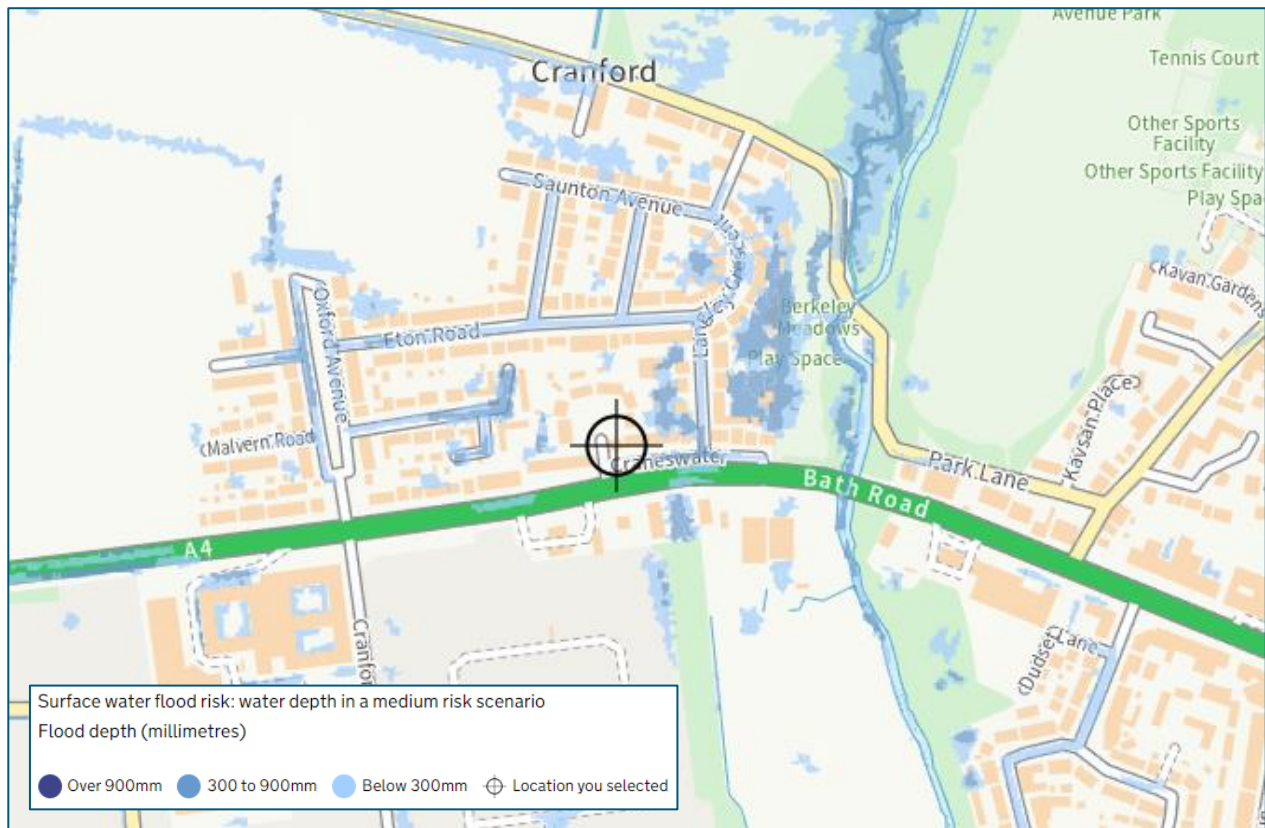 Avenue Park
Tennis Court
Cranford
Other Sports
Facility
Other Sports Facility
Play Spa
Saunton Avenue
Kavan Gardens
Oxford Avenue
Berkeley
Meadows
Eton Road
Play Space
Kavsan Place
Malvern Road
Craneswater
Park Lane
Bath Road
A4
Cranfor
Dudset
Lane
Surface water flood risk: water depth in a medium risk scenario
Flood depth (millimetres)
Over 900mm 300 to 900mm Below 300mm Location you selected